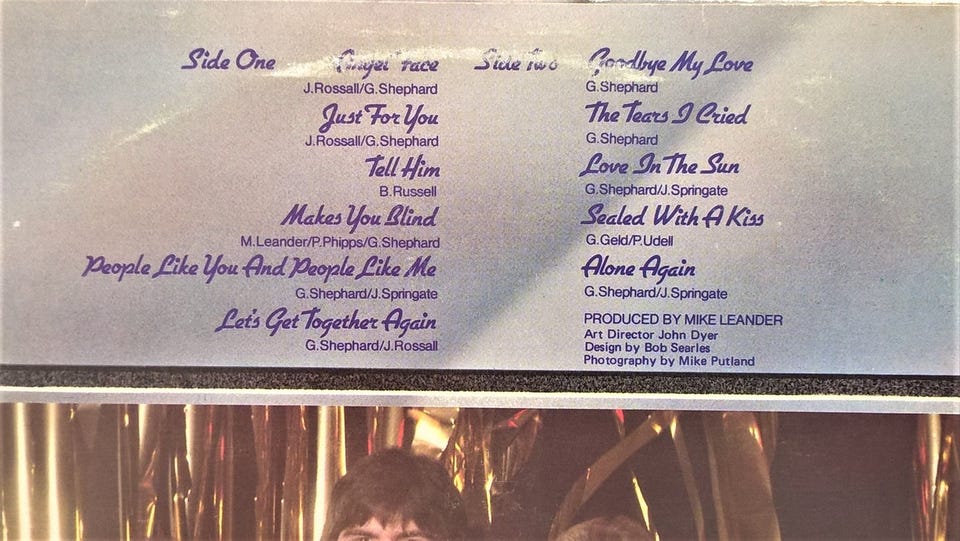 Side One
Angel Face
J.Rossall/G.Shephard
Just For You
J.Rossall/G.Shephard
Tell Him
B.Russell
Makes You Blind
M.Leander/P.Phipps/G.Shephard
People Like You And People Like Me
G.Shephard/J.Springate
Let's Get Together Again
G.Shephard/J.Rossall
Side Two
Goodbye My Love
G.Shephard
The Tears I Cried
G.Shephard
Love In The Sun
G.Shephard/J.Springate
Sealed With A Kiss
G.Geld/P.Udell
Alone Again
G.Shephard/J.Springate
PRODUCED BY MIKE LEANDER
Art Director John Dyer
Design by Bob Searles
Photography by Mike Putland